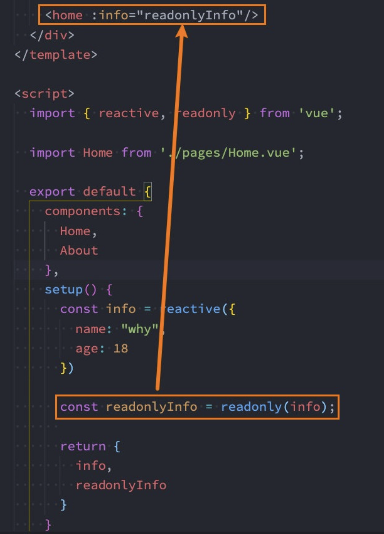 <home :info="readonlyInfo"/>
</div>
</template>
<script>
import { reactive, readonly } from 'vue';
import Home from './pages/Home.vue';
export default {
components: {
Home,
About
},
setup() {
const info = reactive({
name: "why",
age: 18
})
const readonlyInfo = readonly(info);
return {
info,
readonlyInfo
}
}